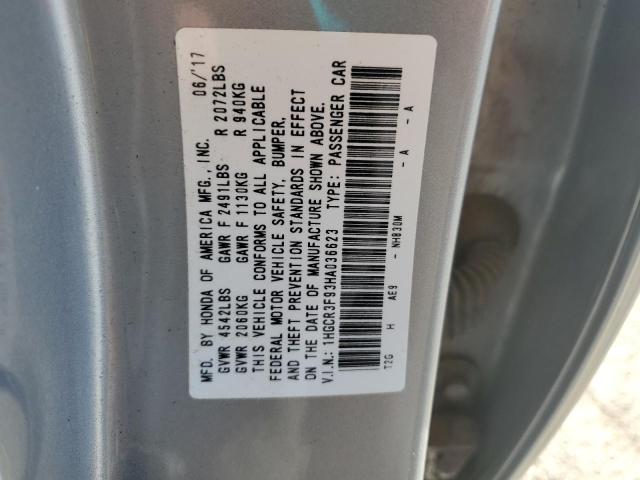 MFD. BY HONDA OF AMERICA MFG., INC. 06/'17
GVWR 4542LBS GAWR F 2491LBS R 2072LBS
GVWR 2060KG GAWR F 1130KG R 940KG
THIS VEHICLE CONFORMS TO ALL APPLICABLE
FEDERAL MOTOR VEHICLE SAFETY, BUMPER,
AND THEFT PREVENTION STANDARDS IN EFFECT
ON THE DATE OF MANUFACTURE SHOWN ABOVE.
V.I.N.: 1HGCR3F93HA036623 TYPE: PASSENGER CAR
T2G H AE9 - NH830M - A - A